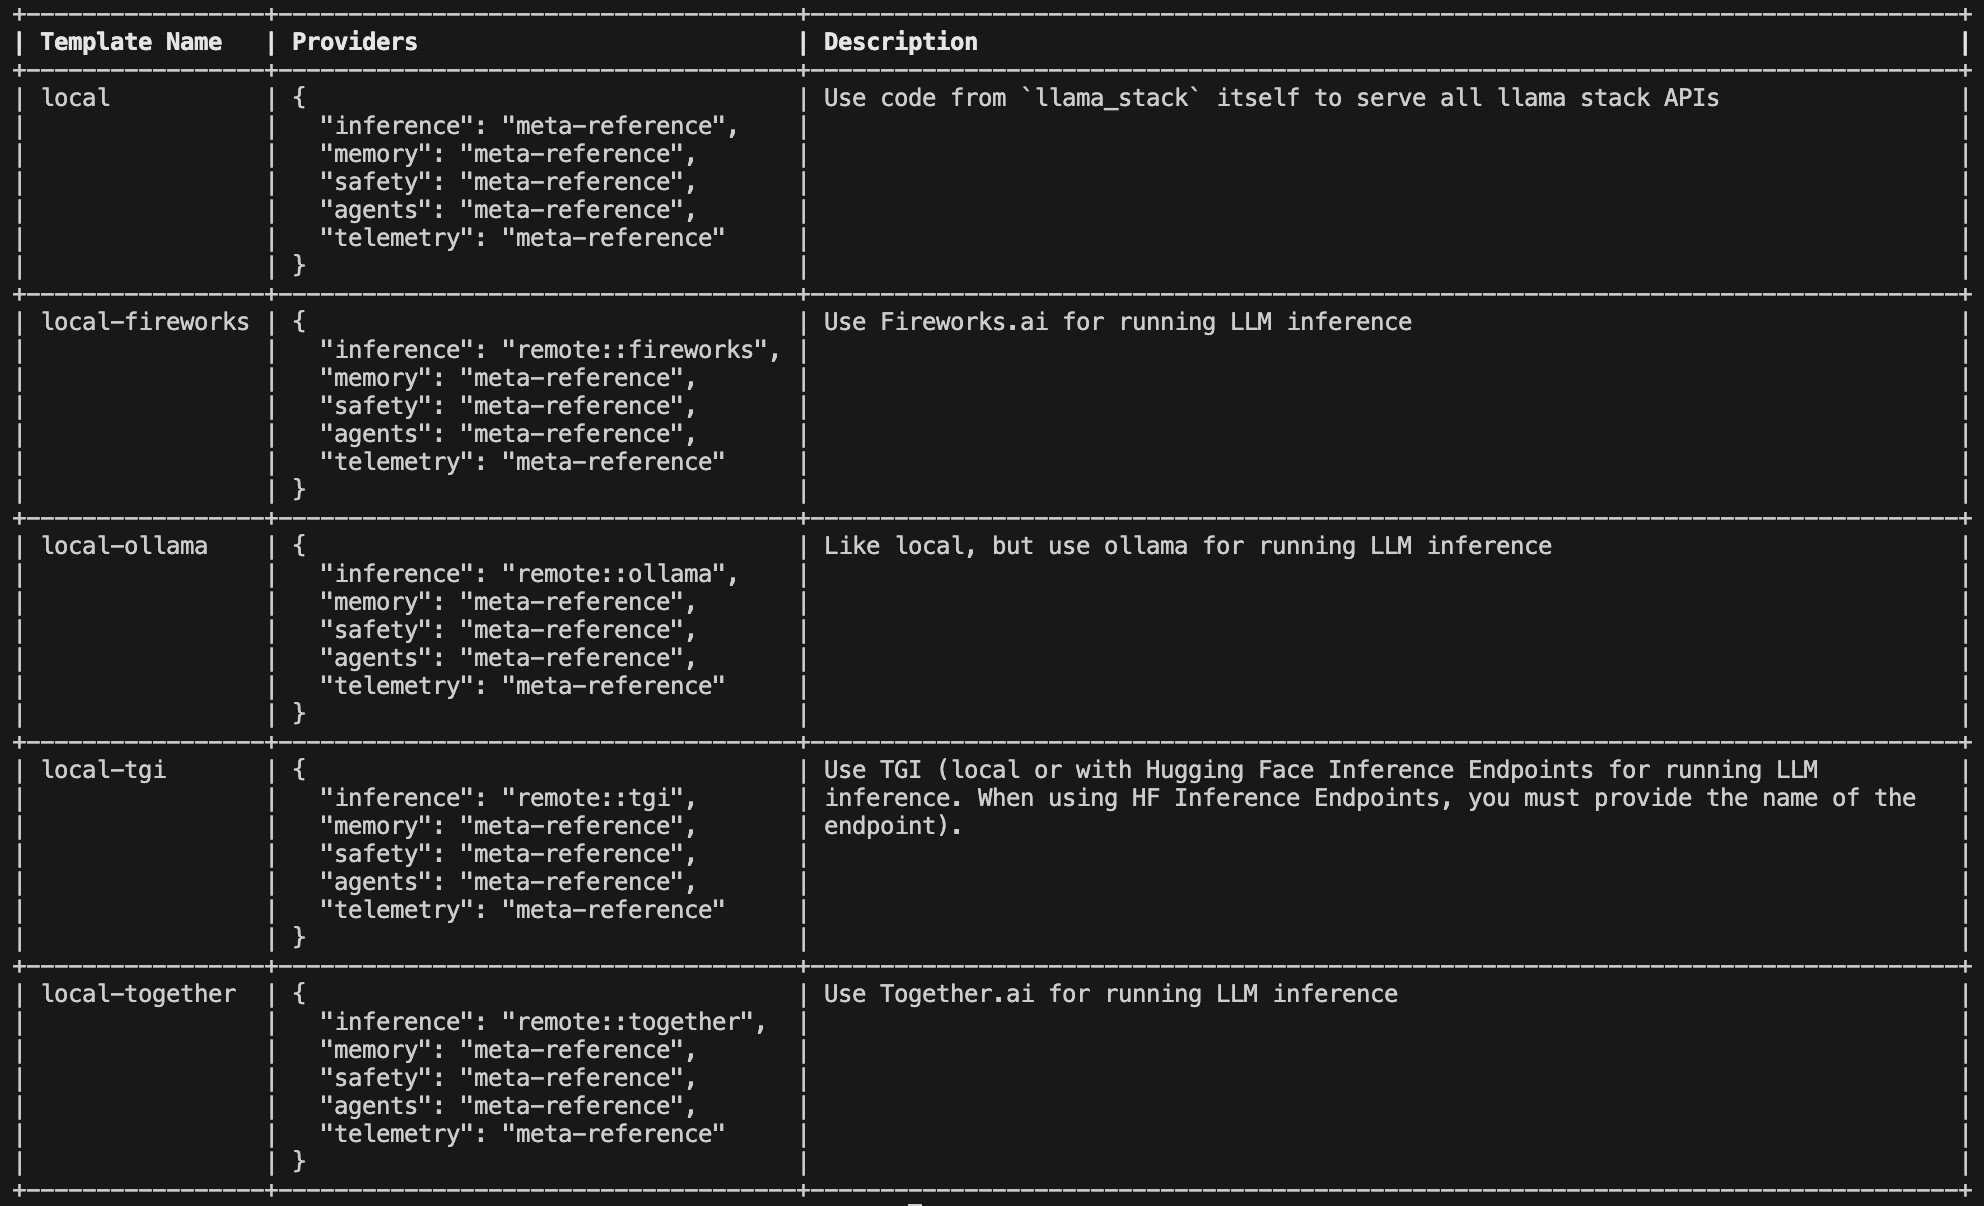 Template Name | Providers | Description
local | { | Use code from `llama_stack` itself to serve all llama stack APIs
"inference": "meta-reference",
"memory": "meta-reference",
"safety": "meta-reference",
"agents": "meta-reference",
"telemetry": "meta-reference"
}
local-fireworks | { | Use Fireworks.ai for running LLM inference
"inference": "remote::fireworks",
"memory": "meta-reference",
"safety": "meta-reference",
"agents": "meta-reference",
"telemetry": "meta-reference"
}
local-ollama | { | Like local, but use ollama for running LLM inference
"inference": "remote::ollama",
"memory": "meta-reference",
"safety": "meta-reference",
"agents": "meta-reference",
"telemetry": "meta-reference"
}
local-tgi | { | Use TGI (local or with Hugging Face Inference Endpoints for running LLM
"inference": "remote::tgi", | inference. When using HF Inference Endpoints, you must provide the name of the
"memory": "meta-reference", | endpoint).
"safety": "meta-reference",
"agents": "meta-reference",
"telemetry": "meta-reference"
}
local-together | { | Use Together.ai for running LLM inference
"inference": "remote::together",
"memory": "meta-reference",
"safety": "meta-reference",
"agents": "meta-reference",
"telemetry": "meta-reference"
}